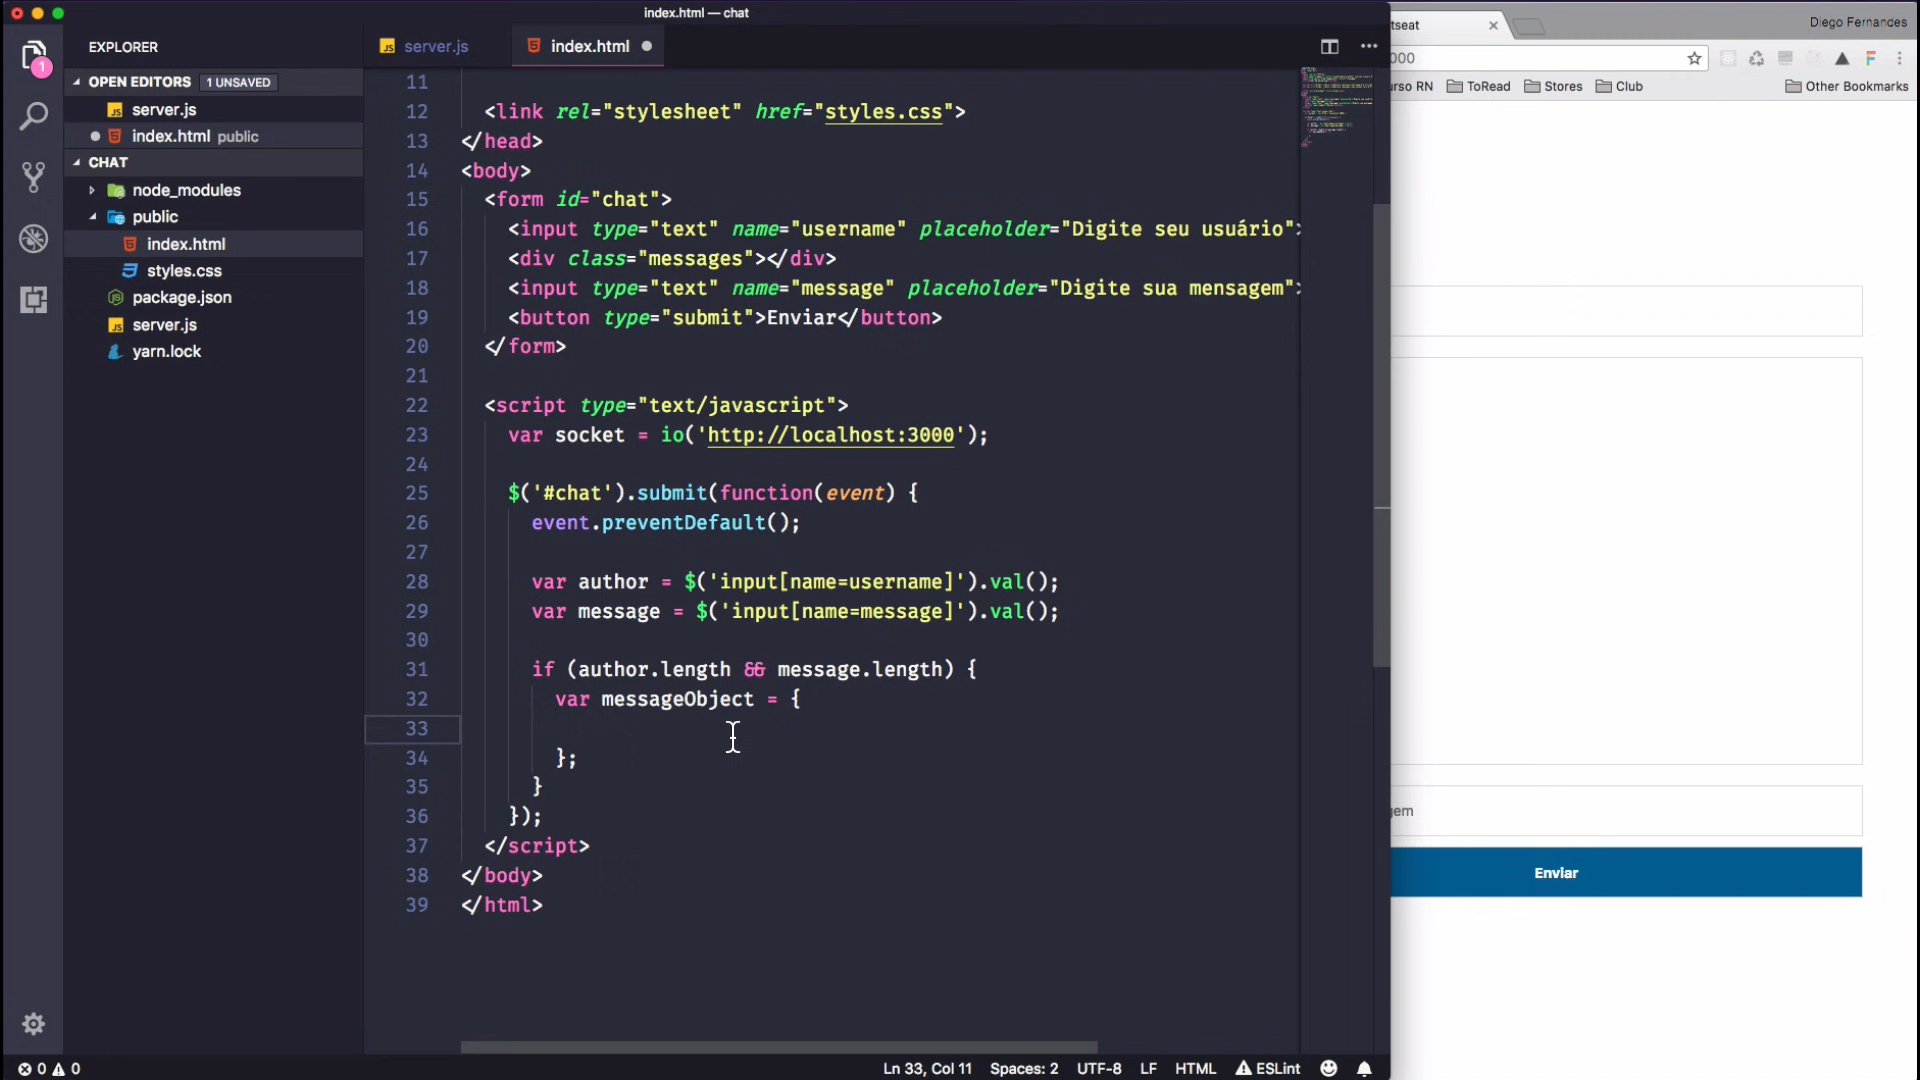 index.html — chat
EXPLORER
OPEN EDITORS 1 UNSAVED
server.js
index.html public
CHAT
node_modules
public
index.html
styles.css
package.json
server.js
yarn.lock
1
server.js
index.html
11
12 <link rel="stylesheet" href="styles.css">
13 </head>
14 <body>
15 <form id="chat">
16 <input type="text" name="username" placeholder="Digite seu usuário">
17 <div class="messages"></div>
18 <input type="text" name="message" placeholder="Digite sua mensagem">
19 <button type="submit">Enviar</button>
20 </form>
21
22 <script type="text/javascript">
23 var socket = io('http://localhost:3000');
24
25 $('#chat').submit(function(event) {
26 event.preventDefault();
27
28 var author = $('input[name=username]').val();
29 var message = $('input[name=message]').val();
30
31 if (author.length && message.length) {
32 var messageObject = {
33
34 };
35 }
36 });
37 </script>
38 </body>
39 </html>
0 0
Ln 33, Col 11 Spaces: 2 UTF-8 LF HTML ESLint
tseat
Diego Fernandes
000
urso RN ToRead Stores Club Other Bookmarks
gem
Enviar